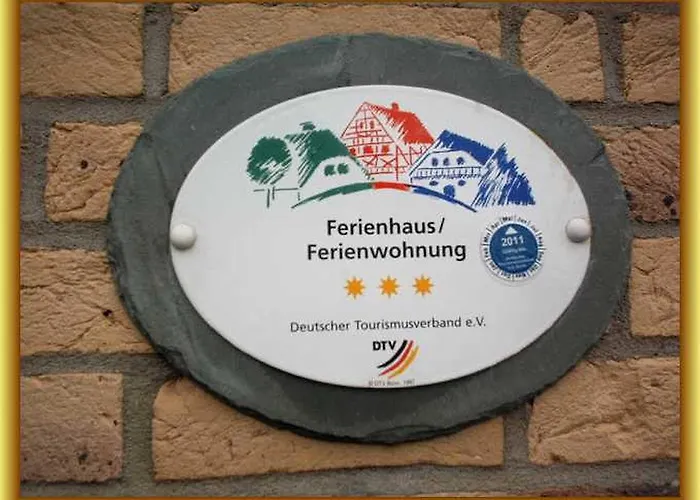 Ferienhaus/
Ferienwohnung
2011
Deutscher Tourismusverband e.V.
DTV